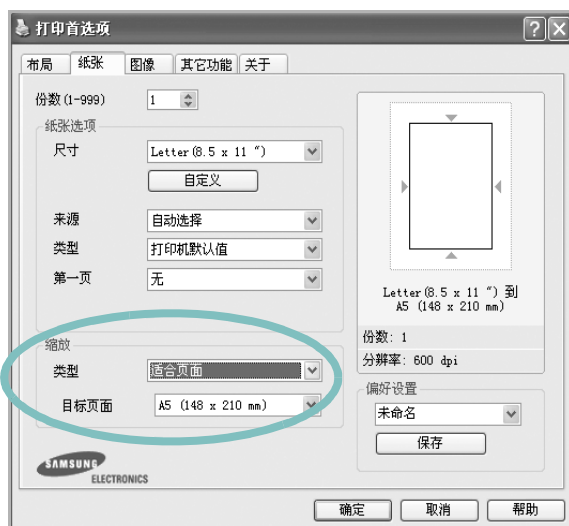 打印首选项
布局 纸张 图像 其它功能 关于
份数(1-999) 1
纸张选项
尺寸 Letter(8.5 x 11 ")
自定义
来源 自动选择
类型 打印机默认值
第一页 无
缩放
类型 适合页面
目标页面 A5 (148 x 210 mm)
SAMSUNG
ELECTRONICS
Letter(8.5 x 11 ") 到
A5 (148 x 210 mm)
份数: 1
分辨率: 600 dpi
偏好设置
未命名
保存
确定 取消 帮助